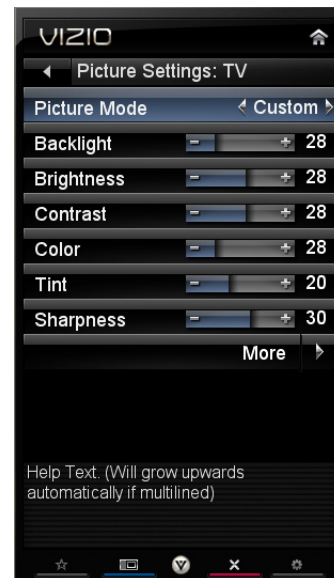 VIZIO
Picture Settings: TV
Picture Mode Custom
Backlight 28
Brightness 28
Contrast 28
Color 28
Tint 20
Sharpness 30
More
Help Text. (Will grow upwards
automatically if multilined)